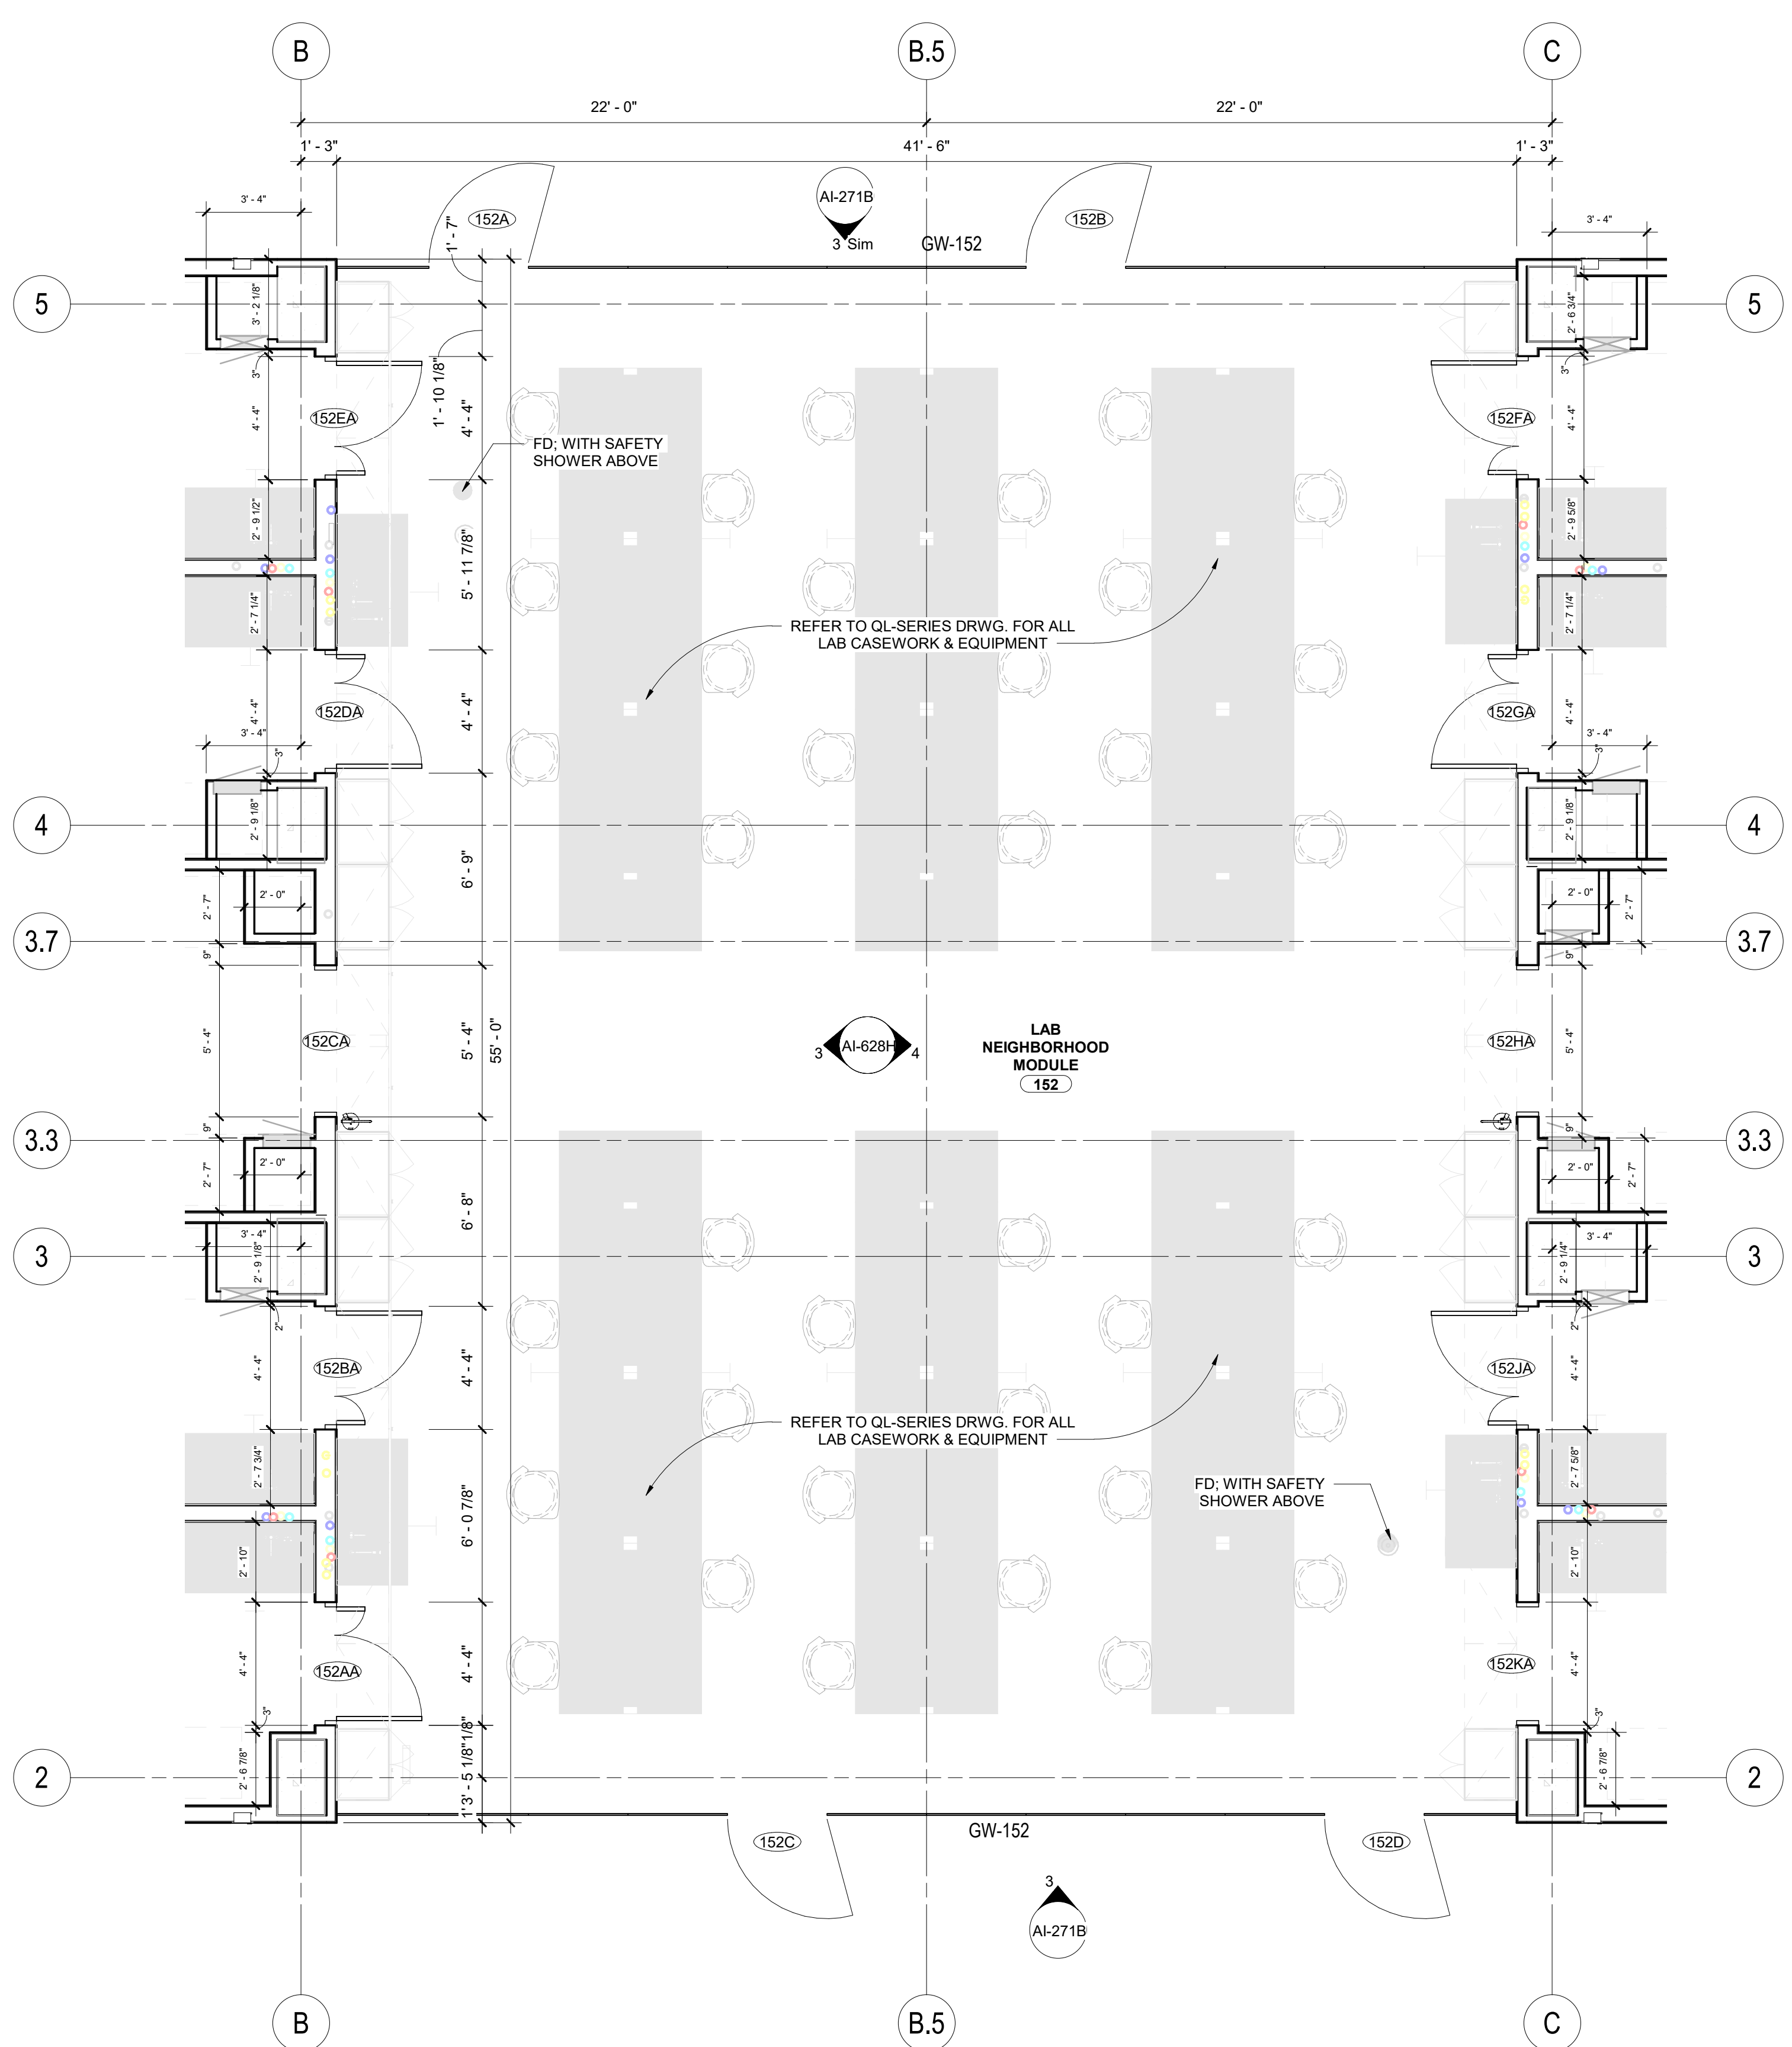 B
B.5
C
22' - 0"
22' - 0"
1' - 3"
41' - 6"
1' - 3"
3' - 4"
152A
AI-271B
3 Sim
GW-152
152B
3' - 4"
1' - 7"
5
5
3' - 2 1/8"
2' - 6 3/4"
3"
3"
1' - 10 1/8"
4' - 4"
152EA
4' - 4"
152FA
4' - 4"
FD; WITH SAFETY
SHOWER ABOVE
2' - 9 1/2"
5' - 11 7/8"
2' - 9 5/8"
2' - 7 1/4"
2' - 7 1/4"
REFER TO QL-SERIES DRWG. FOR ALL
LAB CASEWORK & EQUIPMENT
4' - 4"
152DA
4' - 4"
152GA
4' - 4"
3' - 4"
3"
3' - 4"
3"
4
2' - 9 1/8"
2' - 9 1/8"
4
6' - 9"
2' - 7"
2' - 0"
2' - 0"
2' - 7"
3.7
9"
9"
3.7
5' - 4"
152CA
5' - 4"
55' - 0"
3
AI-628H
4
LAB
NEIGHBORHOOD
MODULE
152
152HA
5' - 4"
3.3
9"
9"
3.3
2' - 7"
2' - 0"
6' - 8"
2' - 0"
2' - 7"
3
3' - 4"
2' - 9 1/8"
3' - 4"
2' - 9 1/4"
3
2"
2"
4' - 4"
152BA
4' - 4"
152JA
4' - 4"
REFER TO QL-SERIES DRWG. FOR ALL
LAB CASEWORK & EQUIPMENT
2' - 7 3/4"
6' - 0 7/8"
FD; WITH SAFETY
SHOWER ABOVE
2' - 7 5/8"
2' - 10"
2' - 10"
4' - 4"
152AA
4' - 4"
152KA
4' - 4"
3"
3"
2
2' - 6 7/8"
2' - 6 7/8"
2
152C
GW-152
152D
3
AI-271B
B
B.5
C